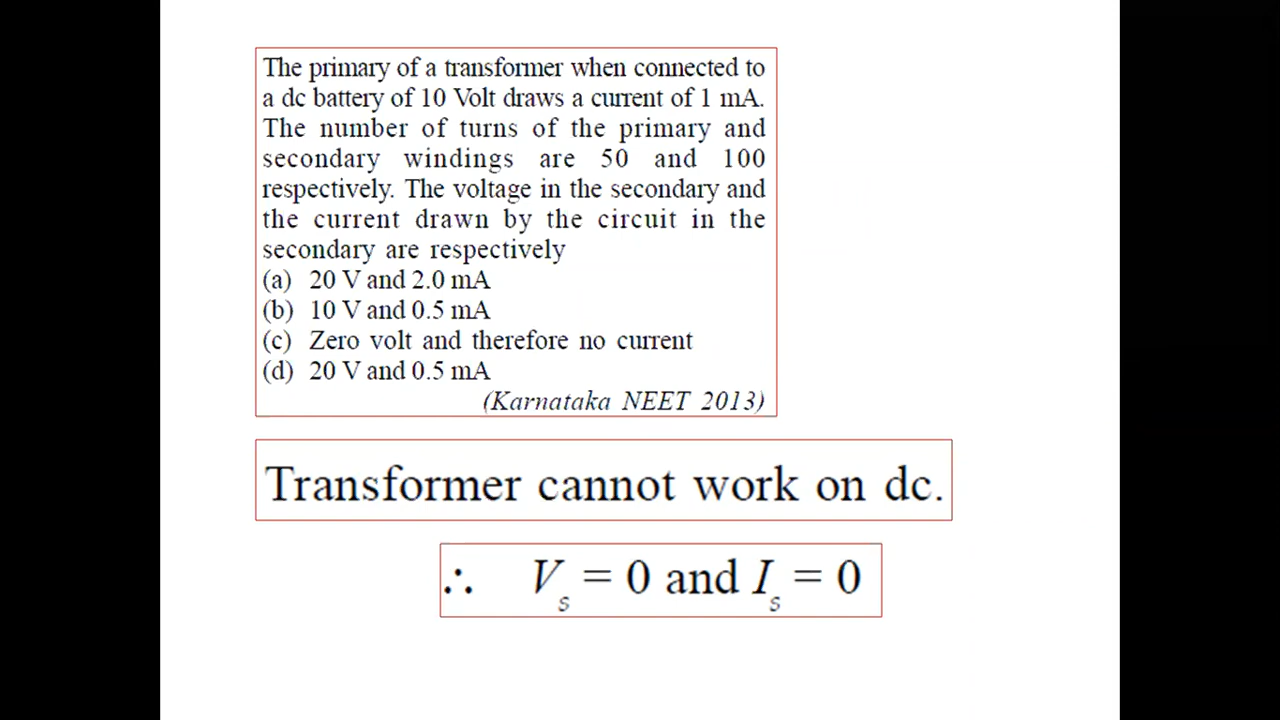 The primary of a transformer when connected to
a dc battery of 10 Volt draws a current of 1 mA.
The number of turns of the primary and
secondary windings are 50 and 100
respectively. The voltage in the secondary and
the current drawn by the circuit in the
secondary are respectively
(a) 20 V and 2.0 mA
(b) 10 V and 0.5 mA
(c) Zero volt and therefore no current
(d) 20 V and 0.5 mA
(Karnataka NEET 2013)
Transformer cannot work on dc.
∴ Vₛ = 0 and Iₛ = 0